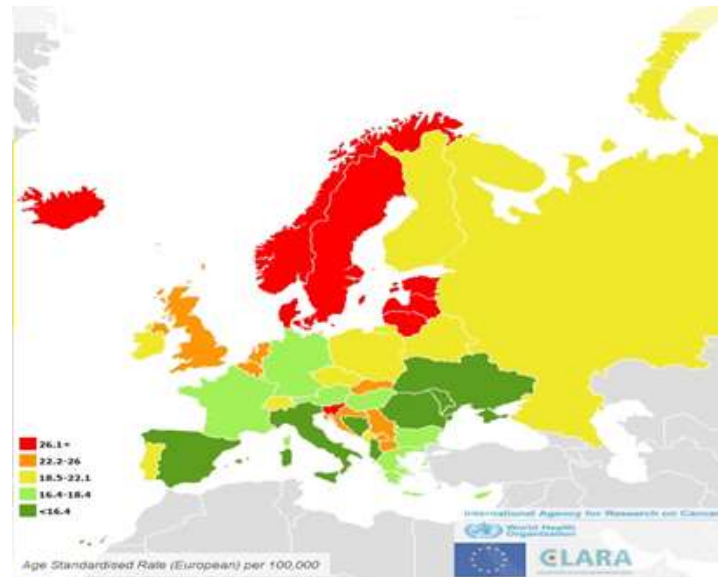 26.1+
22.2-26
18.5-22.1
16.4-18.4
<16.4
International Agency for Research on Cancer
World Health
Organization
ELARA
Age Standardised Rate (European) per 100,000